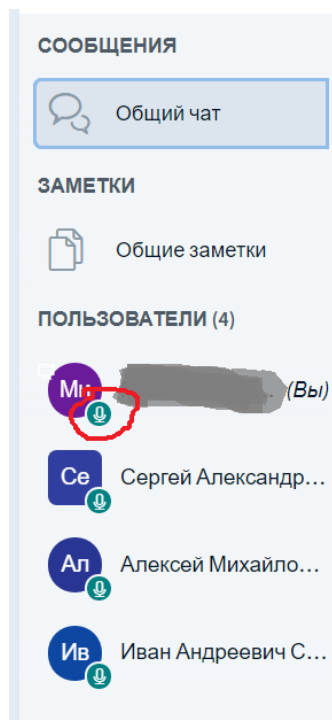 СООБЩЕНИЯ
Общий чат
ЗАМЕТКИ
Общие заметки
ПОЛЬЗОВАТЕЛИ (4)
Ми (Вы)
Се Сергей Александр...
Ал Алексей Михайло...
Ив Иван Андреевич С...